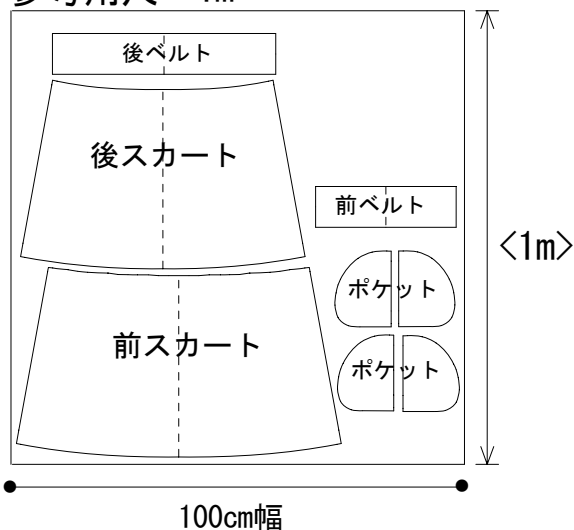 後ベルト
後スカート
前ベルト
<1m>
ポケット
前スカート
ポケット
100cm幅